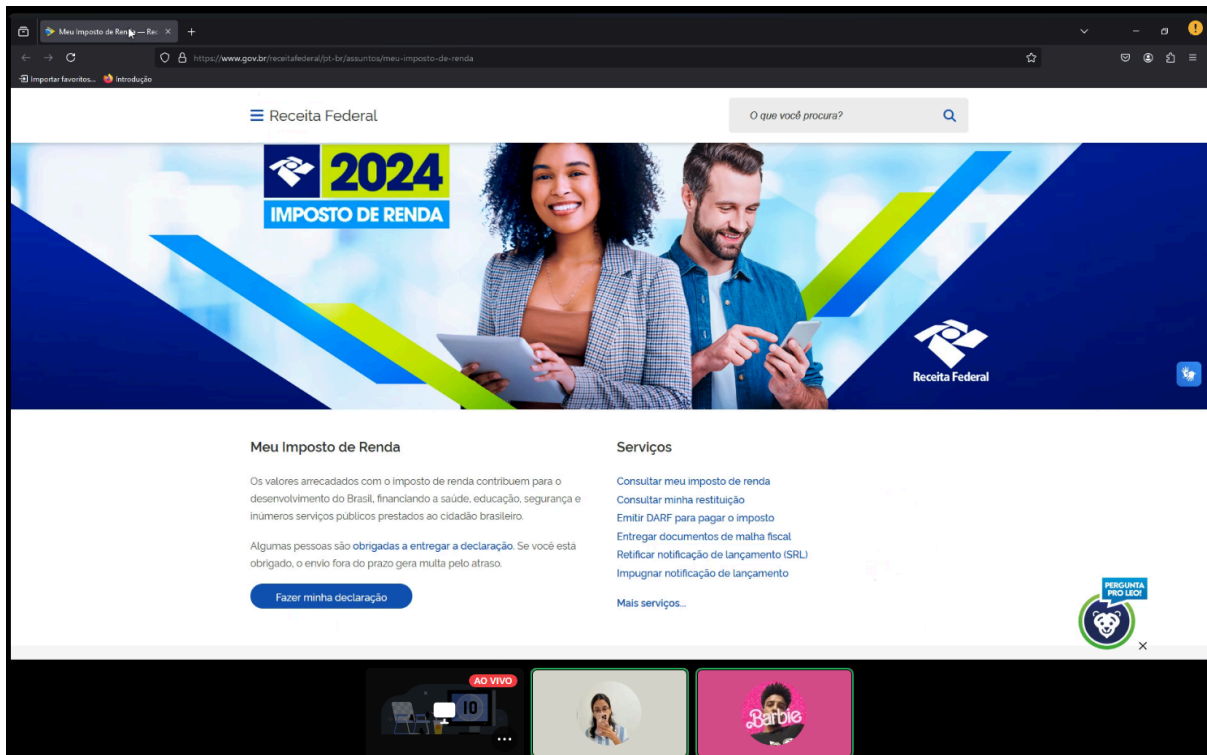 Meu Imposto de Renda — Rec
https://www.gov.br/receitafederal/pt-br/assuntos/meu-imposto-de-renda
Importar favoritos... Introdução
Receita Federal
O que você procura?
2024
IMPOSTO DE RENDA
Receita Federal
Meu Imposto de Renda
Os valores arrecadados com o imposto de renda contribuem para o
desenvolvimento do Brasil, financiando a saúde, educação, segurança e
inúmeros serviços públicos prestados ao cidadão brasileiro.
Algumas pessoas são obrigadas a entregar a declaração. Se você está
obrigado, o envio fora do prazo gera multa pelo atraso.
Fazer minha declaração
Serviços
Consultar meu imposto de renda
Consultar minha restituição
Emitir DARF para pagar o imposto
Entregar documentos de malha fiscal
Retificar notificação de lançamento (SRL)
Impugnar notificação de lançamento
Mais serviços...
PERGUNTA
PRO LEO!
AO VIVO
10
Barbie